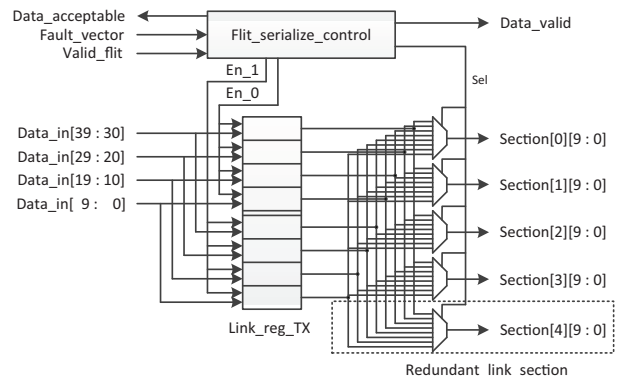 Data_acceptable
Fault_vector
Valid_flit
Flit_serialize_control
Data_valid
En_1
En_0
Sel
Data_in[39 : 30]
Data_in[29 : 20]
Data_in[19 : 10]
Data_in[ 9 : 0]
Section[0][9 : 0]
Section[1][9 : 0]
Section[2][9 : 0]
Section[3][9 : 0]
Section[4][9 : 0]
Link_reg_TX
Redundant link section